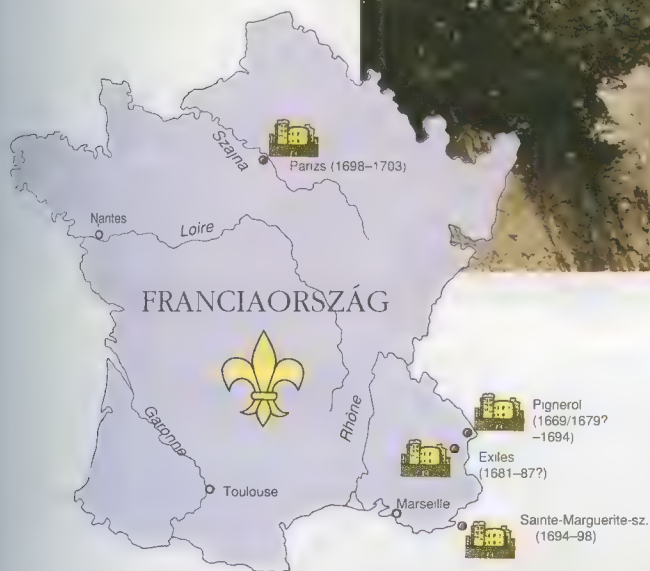 Szajna
Párizs (1698–1703)
Nantes
Loire
FRANCIAORSZÁG
Pignerol
(1669/1679?
–1694)
Rhône
Garonne
Exiles
(1681–87?)
Toulouse
Marseille
Sainte-Marguerite-sz.
(1694–98)